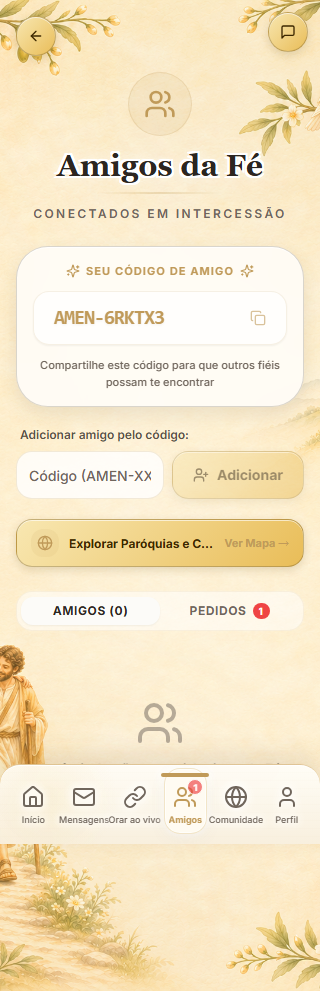 Amigos da Fé
CONECTADOS EM INTERCESSÃO
SEU CÓDIGO DE AMIGO
AMEN-6RKTX3
Compartilhe este código para que outros fiéis
possam te encontrar
Adicionar amigo pelo código:
Código (AMEN-XX
Adicionar
Explorar Paróquias e C... Ver Mapa →
AMIGOS (0) PEDIDOS 1
1
Início Mensagens Orar ao vivo Amigos Comunidade Perfil